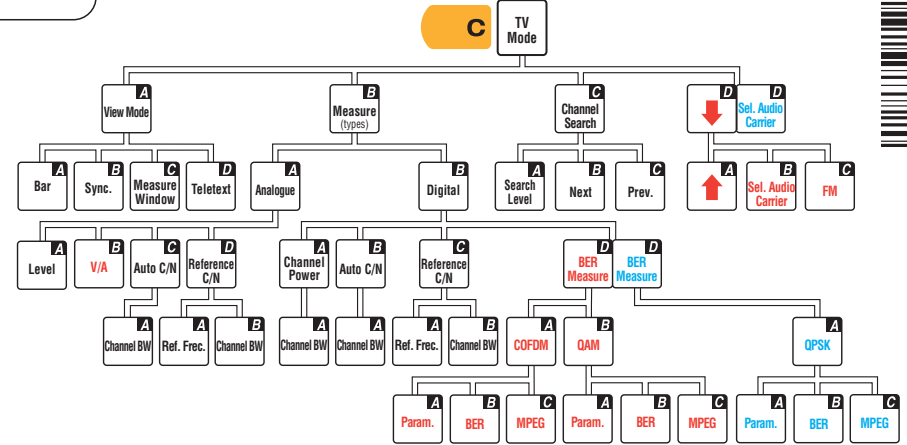 C
TV
Mode
A
View Mode
B
Measure
(types)
C
Channel
Search
D
D
Sel. Audio
Carrier
A
Bar
B
Sync.
C
Measure
Window
D
Teletext
A
Analogue
B
Digital
A
Search
Level
B
Next
C
Prev.
A
B
Sel. Audio
Carrier
C
FM
A
Level
B
V/A
C
Auto C/N
D
Reference
C/N
A
Channel
Power
B
Auto C/N
C
Reference
C/N
D
BER
Measure
D
BER
Measure
A
Channel BW
A
Ref. Frec.
B
Channel BW
A
Channel BW
A
Channel BW
A
Ref. Frec.
B
Channel BW
A
COFDM
B
QAM
A
QPSK
A
Param.
B
BER
C
MPEG
A
Param.
B
BER
C
MPEG
A
Param.
B
BER
C
MPEG